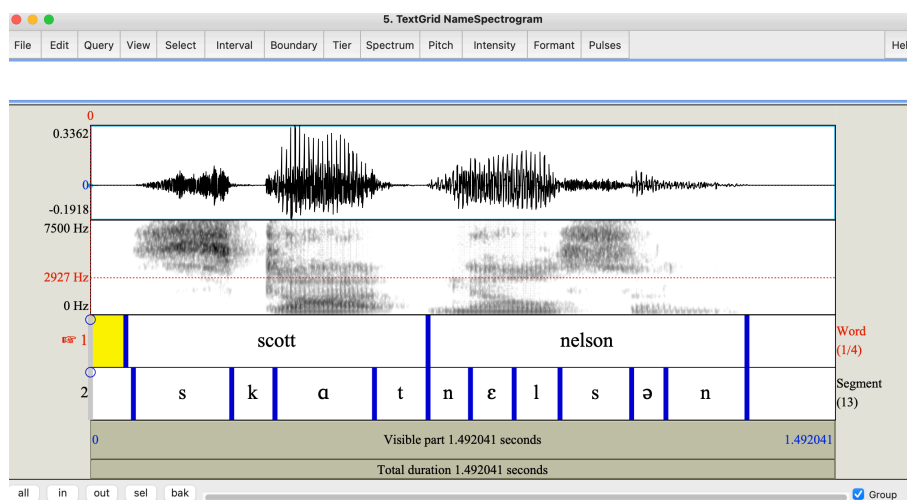 5. TextGrid NameSpectrogram
File Edit Query View Select Interval Boundary Tier Spectrum Pitch Intensity Formant Pulses Hel
0
0.3362
0
-0.1918
7500 Hz
2927 Hz
0 Hz
☞ 1 scott nelson Word
(1/4)
2 s k ɑ t n ɛ l s ə n Segment
(13)
0 Visible part 1.492041 seconds 1.492041
Total duration 1.492041 seconds
all in out sel bak Group